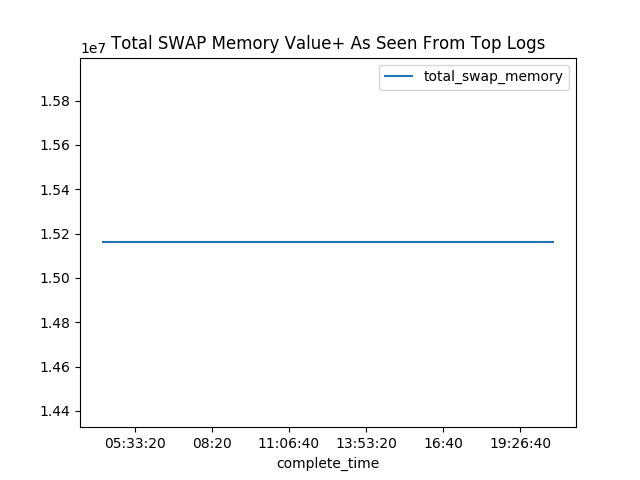 Total SWAP Memory Value+ As Seen From Top Logs
1e7
total_swap_memory
1.58
1.56
1.54
1.52
1.50
1.48
1.46
1.44
05:33:20 08:20 11:06:40 13:53:20 16:40 19:26:40
complete_time